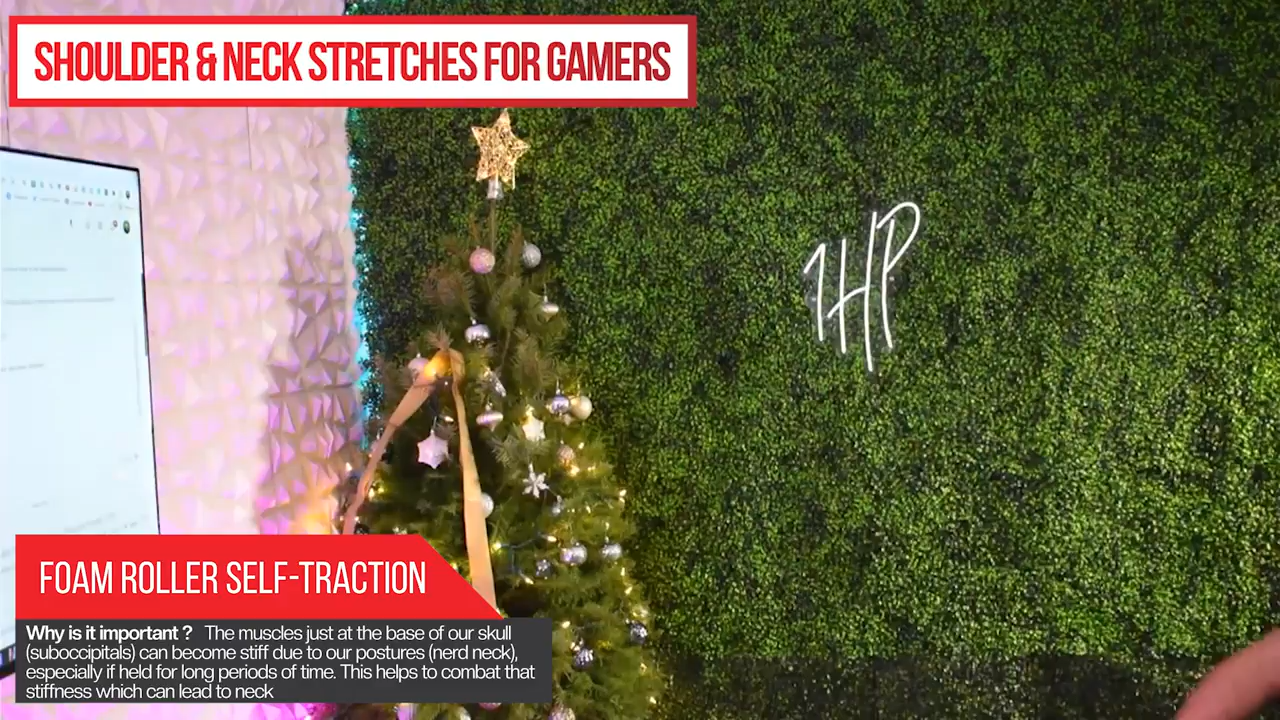 SHOULDER & NECK STRETCHES FOR GAMERS
1HP
FOAM ROLLER SELF-TRACTION
Why is it important ? The muscles just at the base of our skull
(suboccipitals) can become stiff due to our postures (nerd neck),
especially if held for long periods of time. This helps to combat that
stiffness which can lead to neck